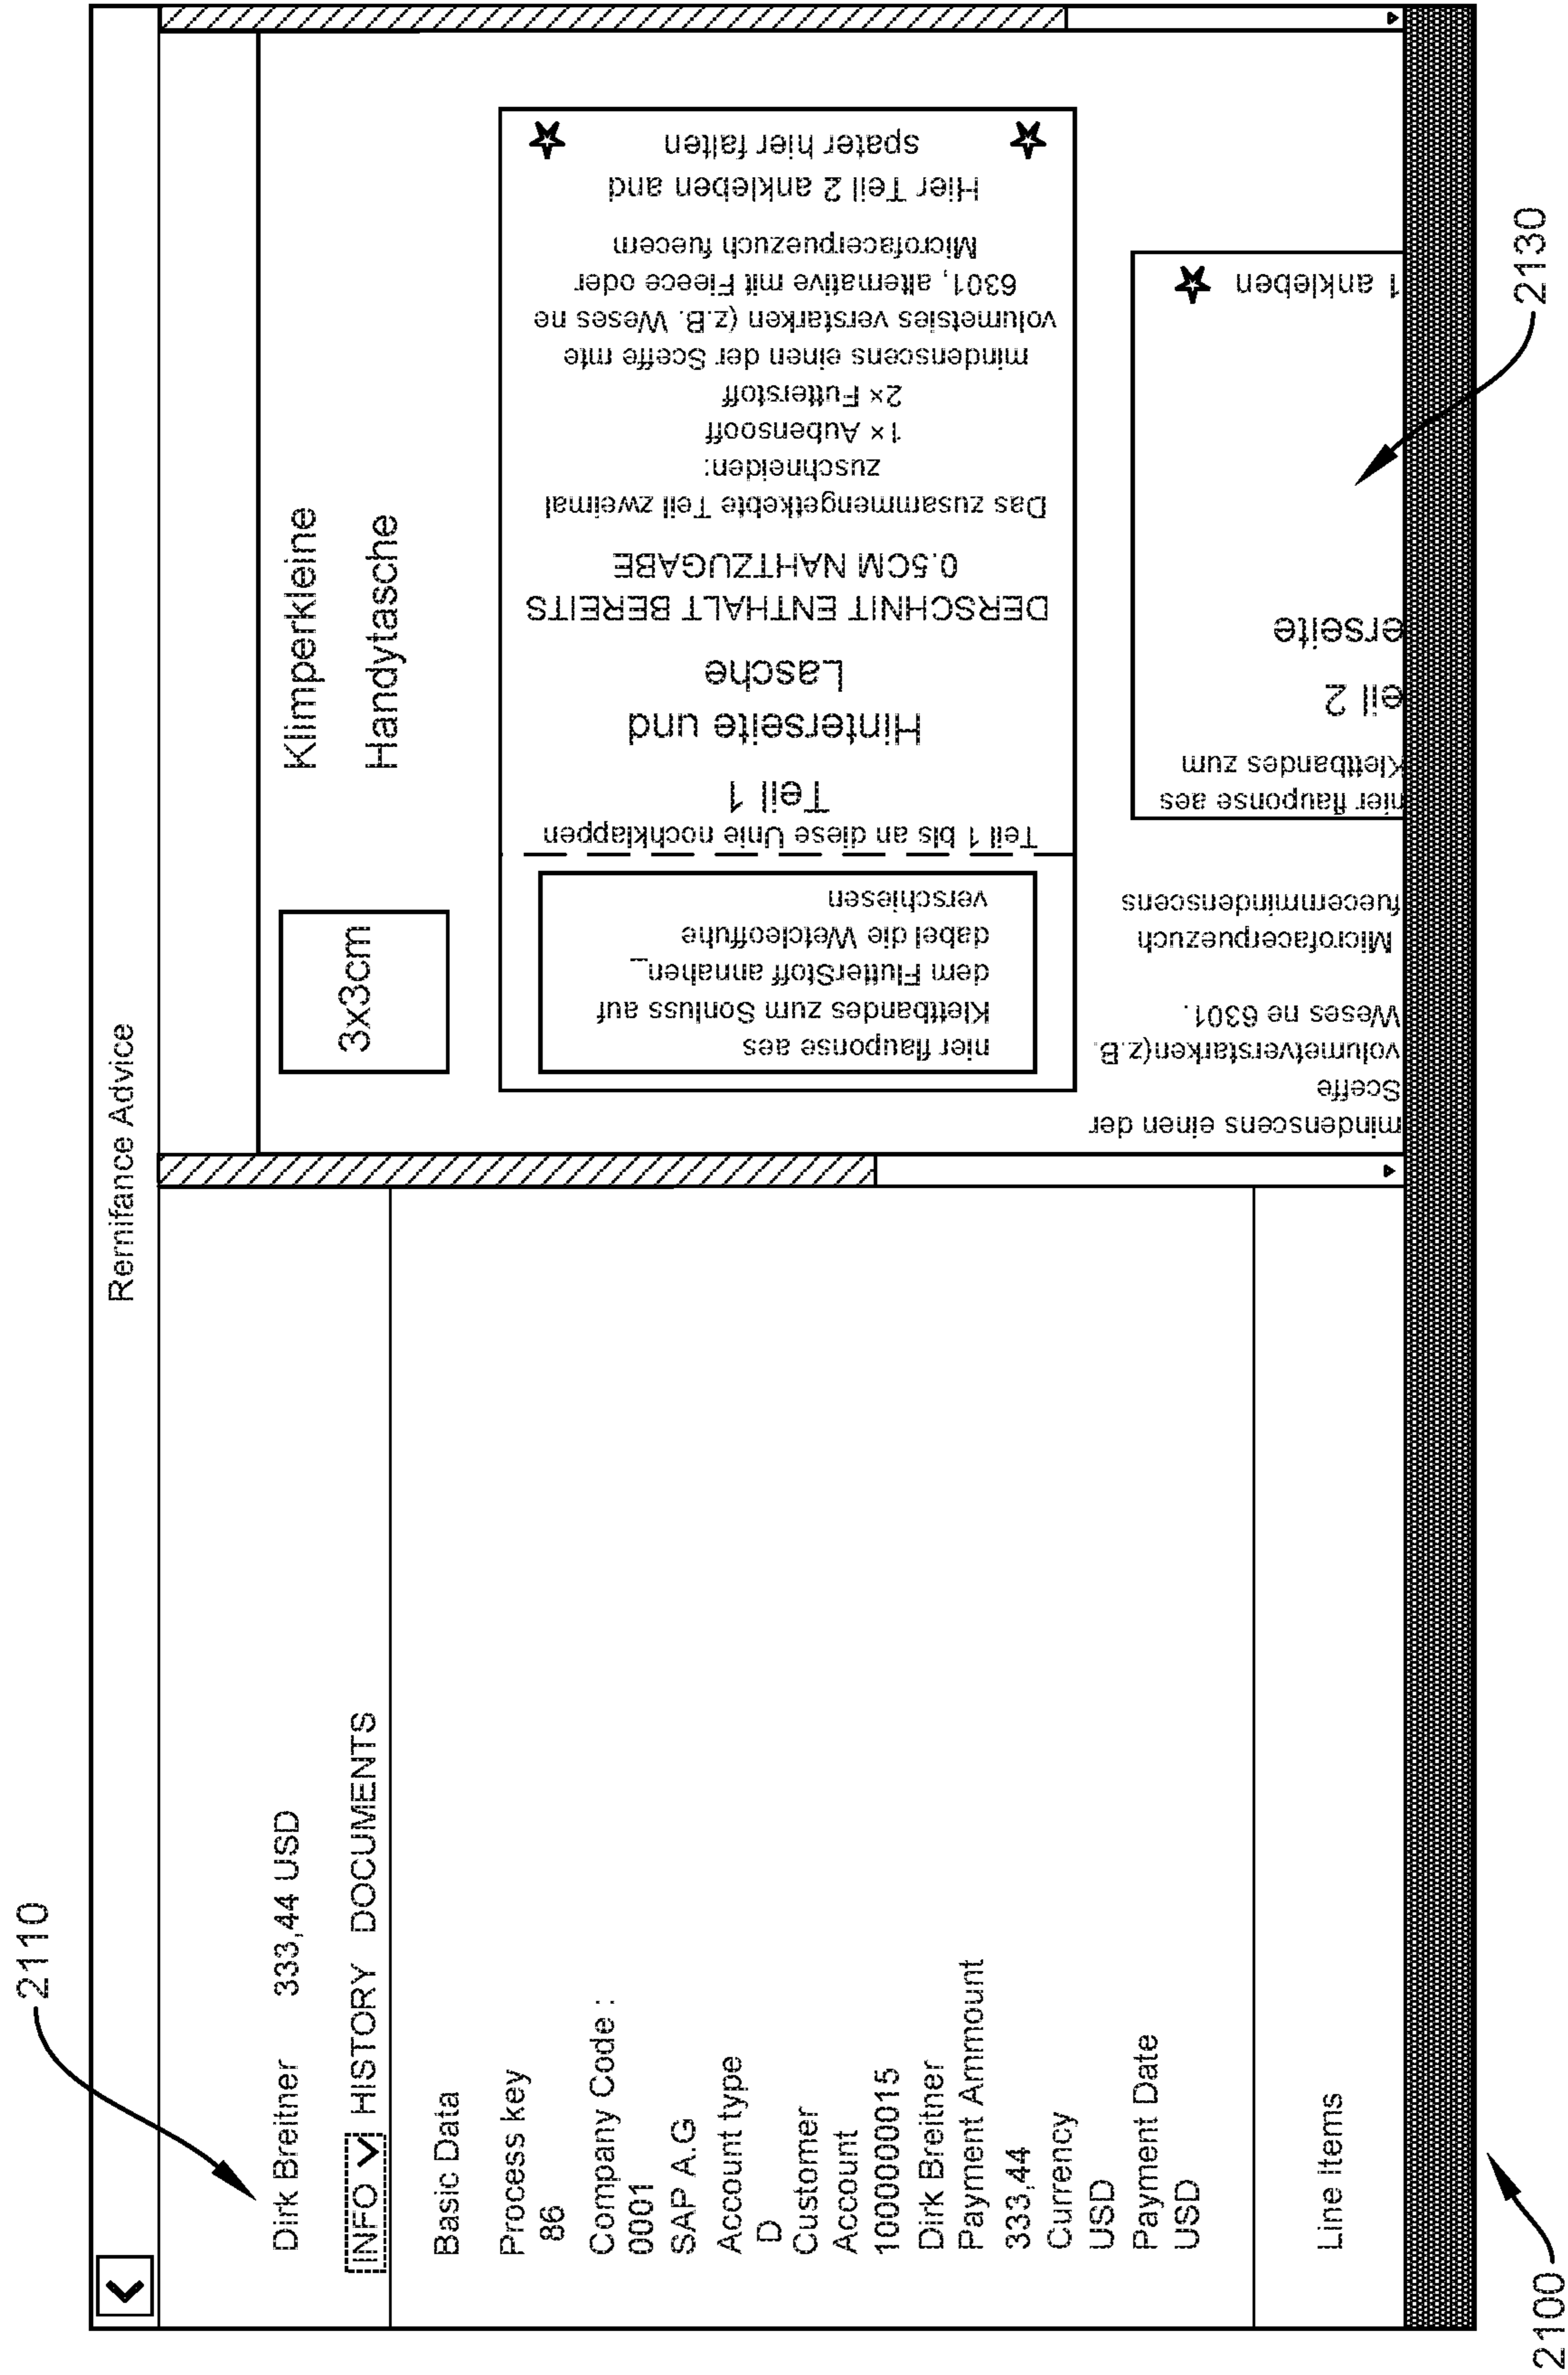 2110
Remifance Advice
Dirk Breitner 333,44 USD
INFO HISTORY DOCUMENTS
Basic Data
Process key
86
Company Code :
0001
SAP A.G
Account type
D
Customer
Account
1000000015
Dirk Breitner
Payment Ammount
333,44
Currency
USD
Payment Date
USD
Line Items
3x3cm
Klimperkleine
Handytasche
nier flauponse aes
Klettbandes zum Sonluss auf
dem FlutterStoff annahen_
dabel die Wetcleoffuhe
verschiesen
Teil 1 bis an diese Unie nochklappen
Teil 1
Hinterseite und
Lasche
DERSCHNIT ENTHALT BEREITS
0.5CM NAHTZUGABE
Das zusammengetkebte Teil zweimal
zuschneiden:
1× Aubensooff
2× Futterstoff
mindenscens einen der Sceffe mte
volumetsies verstarken (z.B. Weses ne
6301, alternative mit Fieece oder
Microfacerpuezuch fuecem
Hier Teil 2 ankleben and
spater hier falten
mindenscens einen der
Sceffe
volumetverstarken(z.B.
Weses ne 6301.
Microfacerpuezuch
fuecemmindenscens
nier flauponse aes
Klettbandes zum
eil 2
erseite
1 ankleben
2130
2100